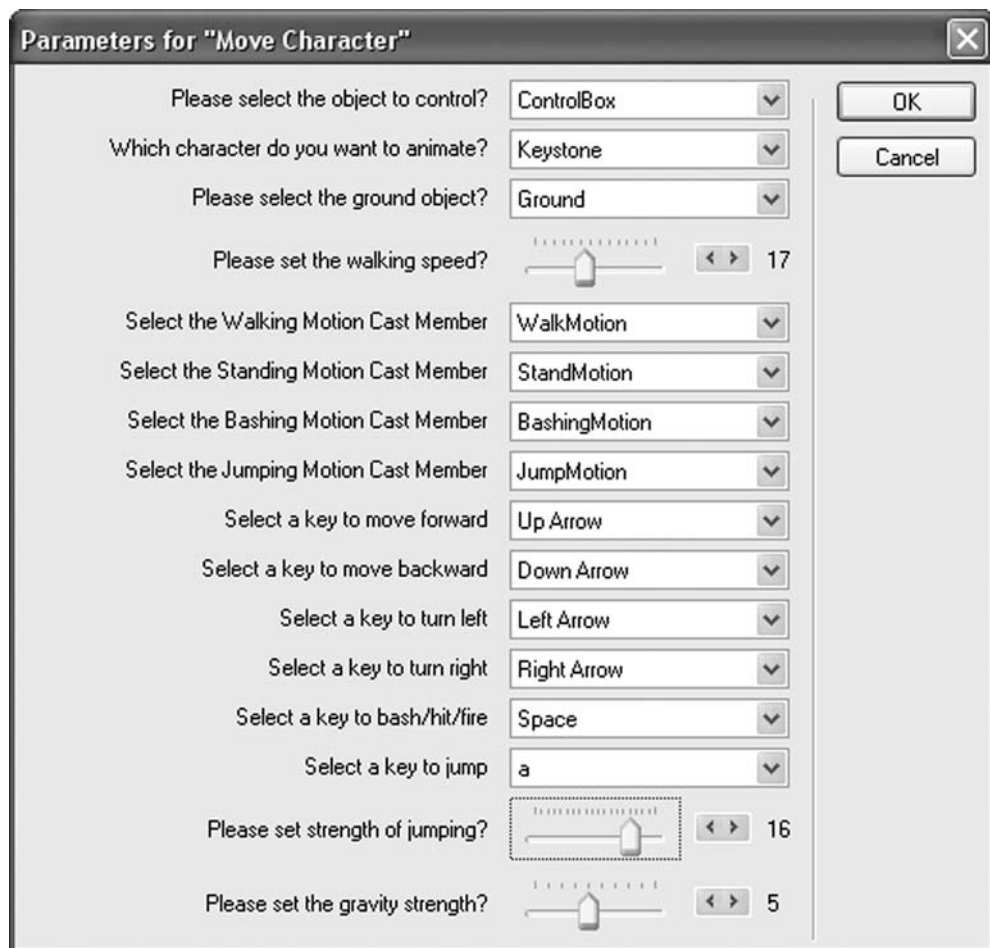 Parameters for "Move Character"
Please select the object to control? ControlBox
OK
Which character do you want to animate? Keystone
Cancel
Please select the ground object? Ground
Please set the walking speed? 17
Select the Walking Motion Cast Member WalkMotion
Select the Standing Motion Cast Member StandMotion
Select the Bashing Motion Cast Member BashingMotion
Select the Jumping Motion Cast Member JumpMotion
Select a key to move forward Up Arrow
Select a key to move backward Down Arrow
Select a key to turn left Left Arrow
Select a key to turn right Right Arrow
Select a key to bash/hit/fire Space
Select a key to jump a
Please set strength of jumping? 16
Please set the gravity strength? 5